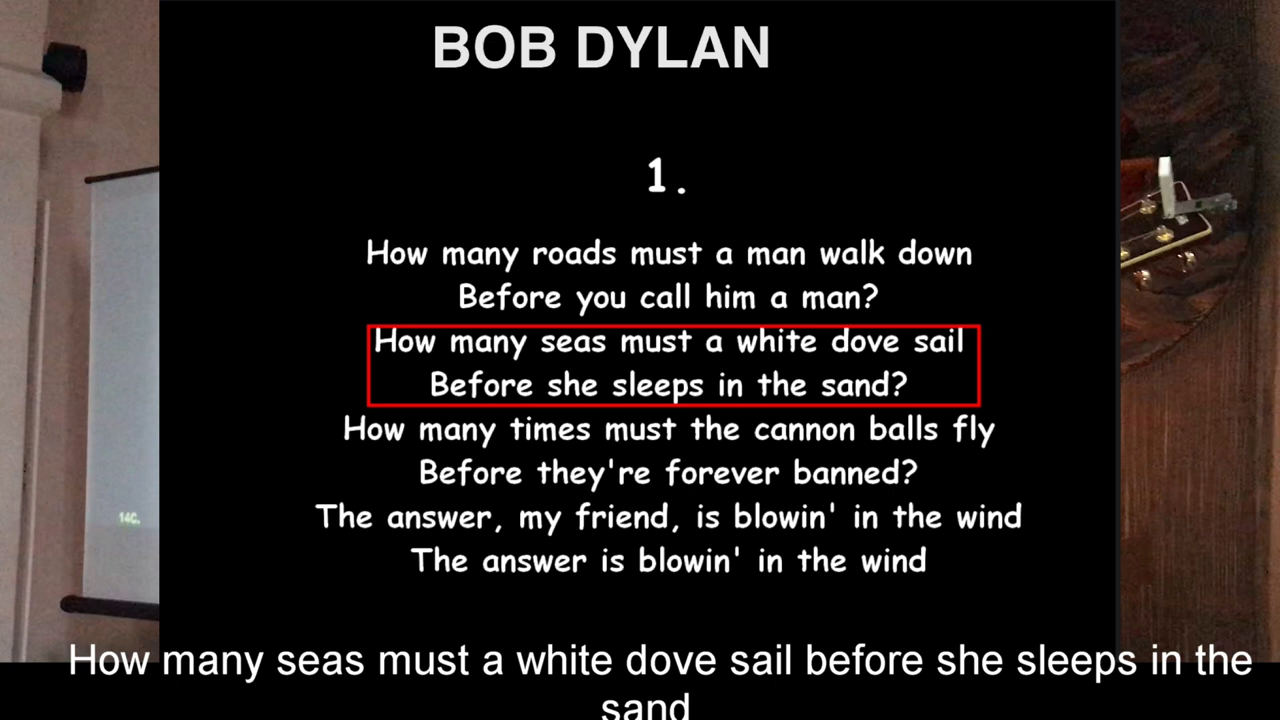 BOB DYLAN
1.
How many roads must a man walk down
Before you call him a man?
How many seas must a white dove sail
Before she sleeps in the sand?
How many times must the cannon balls fly
Before they're forever banned?
The answer, my friend, is blowin' in the wind
The answer is blowin' in the wind
14C.
How many seas must a white dove sail before she sleeps in the
sand